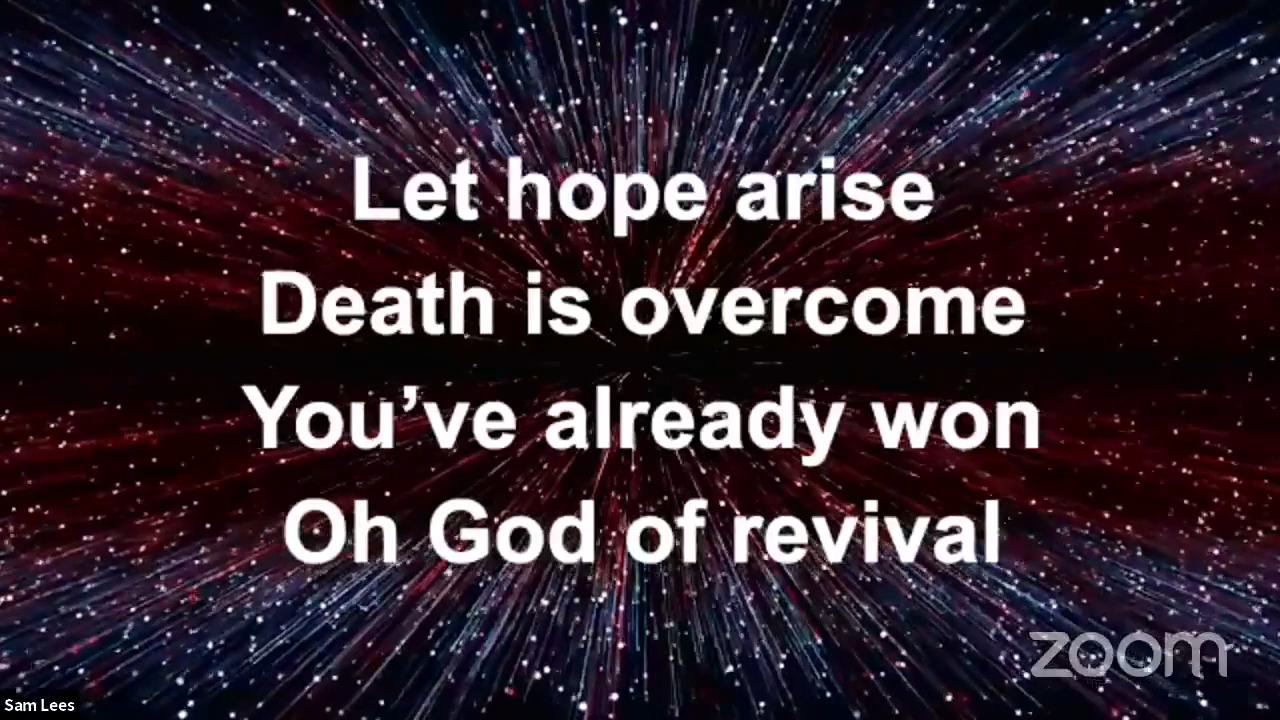 Let hope arise
Death is overcome
You’ve already won
Oh God of revival
zoom
Sam Lees